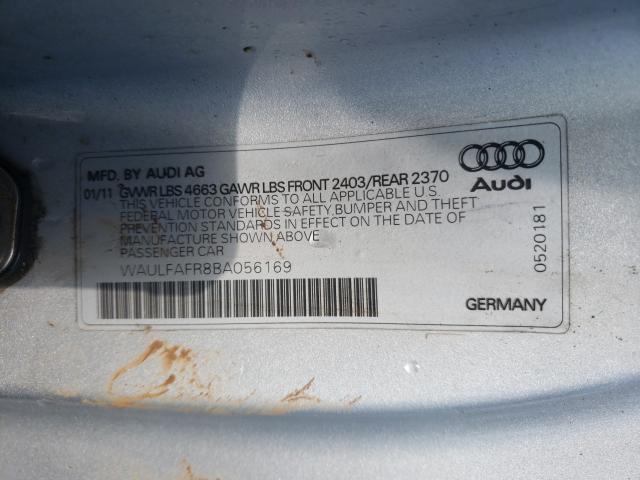 MFD. BY AUDI AG
01/11 GVWR LBS 4663 GAWR LBS FRONT 2403/REAR 2370
THIS VEHICLE CONFORMS TO ALL APPLICABLE U.S.
FEDERAL MOTOR VEHICLE SAFETY, BUMPER AND THEFT
PREVENTION STANDARDS IN EFFECT ON THE DATE OF
MANUFACTURE SHOWN ABOVE
PASSENGER CAR
WAULFAFR8BA056169
Audi
0520181
GERMANY